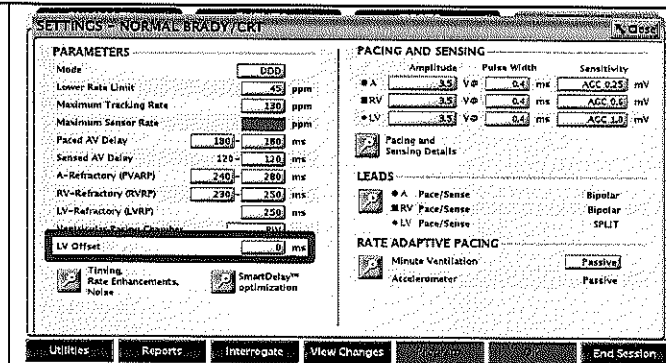 SETTINGS - NORMAL BRADY/CRT
Close
PARAMETERS
Mode DDD
Lower Rate Limit 45 ppm
Maximum Tracking Rate 130 ppm
Maximum Sensor Rate ppm
Paced AV Delay 180 - 180 ms
Sensed AV Delay 120 - 120 ms
A-Refractory (PVARP) 240 - 280 ms
RV-Refractory (RVRP) 230 - 250 ms
LV-Refractory (LVRP) 250 ms
Ventricular Pacing Chamber BiV
LV Offset 0 ms
Timing,
Rate Enhancements,
Noise
SmartDelay™
optimization
PACING AND SENSING
Amplitude Pulse Width Sensitivity
A 3.5 V@ 0.4 ms AGC 0.25 mV
RV 3.5 V@ 0.4 ms AGC 0.6 mV
LV 3.5 V@ 0.4 ms AGC 1.0 mV
Pacing and
Sensing Details
LEADS
A Pace/Sense Bipolar
RV Pace/Sense Bipolar
LV Pace/Sense SPLIT
RATE ADAPTIVE PACING
Minute Ventilation Passive
Accelerometer Passive
Utilities Reports Interrogate View Changes End Session